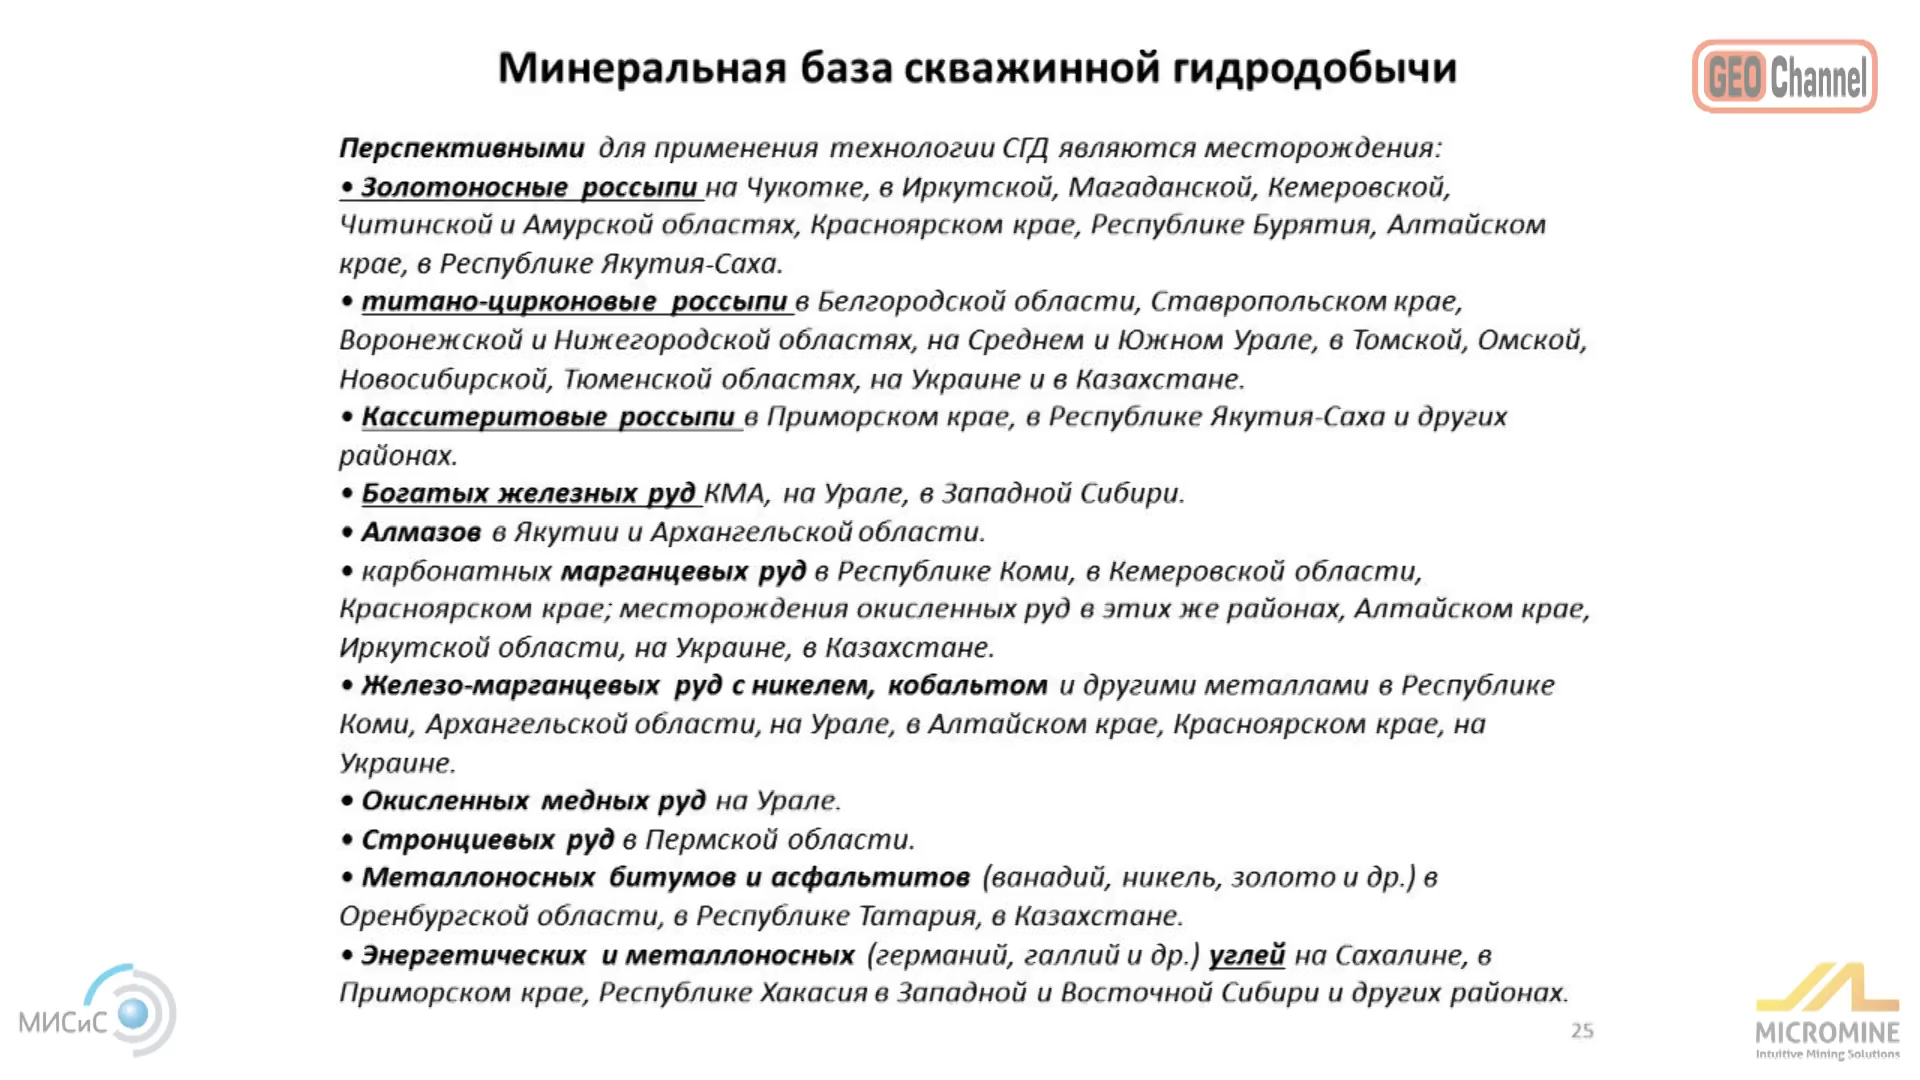 Минеральная база скважинной гидродобычи
GEO Channel
Перспективными для применения технологии СГД являются месторождения:
• Золотоносные россыпи на Чукотке, в Иркутской, Магаданской, Кемеровской,
Читинской и Амурской областях, Красноярском крае, Республике Бурятия, Алтайском
крае, в Республике Якутия-Саха.
• титано-цирконовые россыпи в Белгородской области, Ставропольском крае,
Воронежской и Нижегородской областях, на Среднем и Южном Урале, в Томской, Омской,
Новосибирской, Тюменской областях, на Украине и в Казахстане.
• Касситеритовые россыпи в Приморском крае, в Республике Якутия-Саха и других
районах.
• Богатых железных руд КМА, на Урале, в Западной Сибири.
• Алмазов в Якутии и Архангельской области.
• карбонатных марганцевых руд в Республике Коми, в Кемеровской области,
Красноярском крае; месторождения окисленных руд в этих же районах, Алтайском крае,
Иркутской области, на Украине, в Казахстане.
• Железо-марганцевых руд с никелем, кобальтом и другими металлами в Республике
Коми, Архангельской области, на Урале, в Алтайском крае, Красноярском крае, на
Украине.
• Окисленных медных руд на Урале.
• Стронциевых руд в Пермской области.
• Металлоносных битумов и асфальтитов (ванадий, никель, золото и др.) в
Оренбургской области, в Республике Татария, в Казахстане.
• Энергетических и металлоносных (германий, галлий и др.) углей на Сахалине, в
Приморском крае, Республике Хакасия в Западной и Восточной Сибири и других районах.
25
МИСиС
MICROMINE
Intuitive Mining Solutions